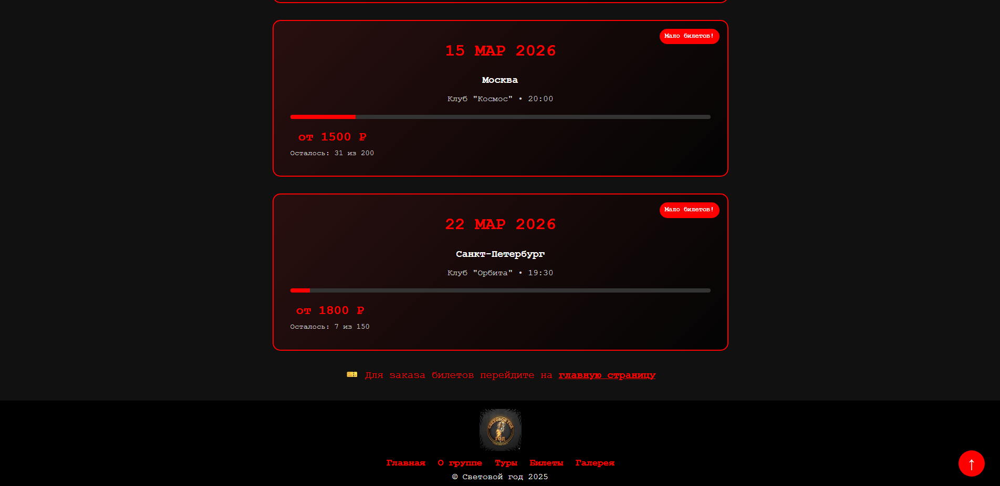 Мало билетов!
15 МАР 2026
Москва
Клуб "Космос" • 20:00
от 1500 ₽
Осталось: 31 из 200
Мало билетов!
22 МАР 2026
Санкт-Петербург
Клуб "Орбита" • 19:30
от 1800 ₽
Осталось: 7 из 150
🎫 Для заказа билетов перейдите на главную страницу
СВЕТОВОЙ ГОД
ГОД
Главная О группе Туры Билеты Галерея
© Световой год 2025
↑